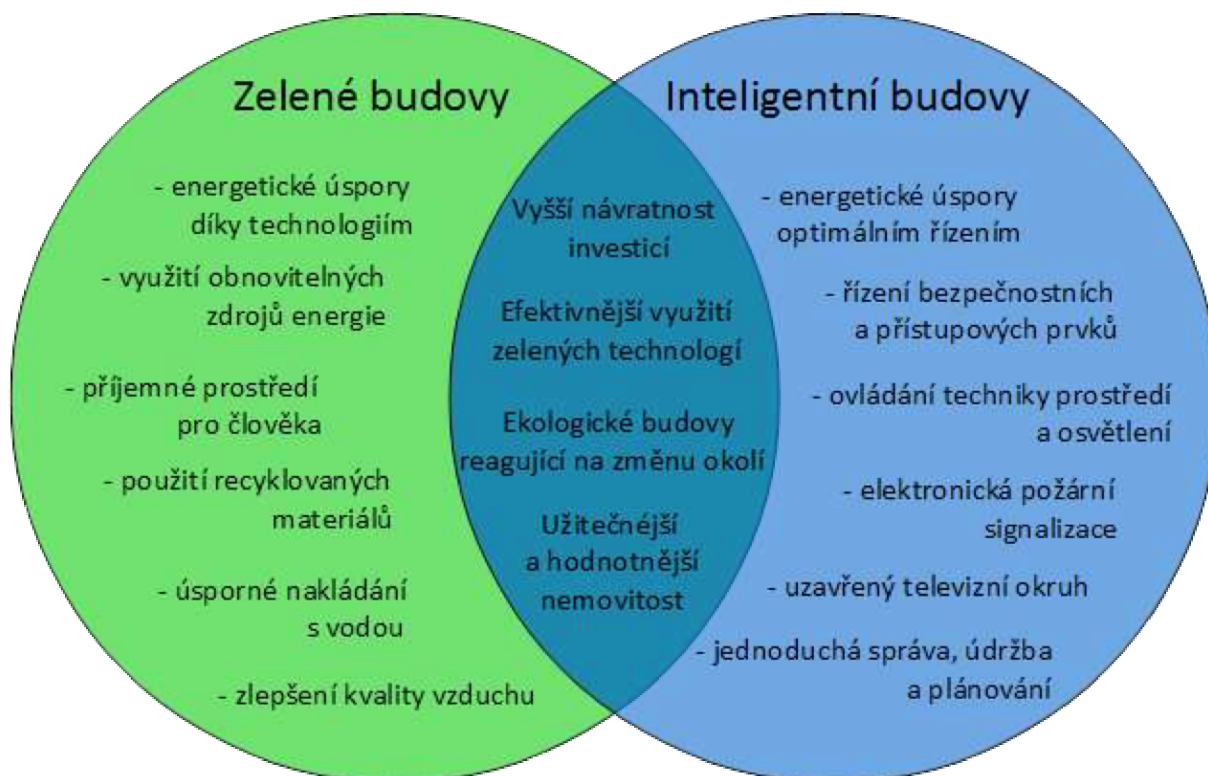 Zelené budovy
- energetické úspory
díky technologiím
- využití obnovitelných
zdrojů energie
- příjemné prostředí
pro člověka
- použití recyklovaných
materiálů
- úsporné nakládání
s vodou
- zlepšení kvality vzduchu
Vyšší návratnost
investicí
Efektivnější využití
zelených technologí
Ekologické budovy
reagující na změnu okolí
Užitečnéjší
a hodnotnější
nemovitost
Inteligentní budovy
- energetické úspory
optimálním řízením
- řízení bezpečnostních
a přístupových prvků
- ovládání techniky prostředí
a osvětlení
- elektronická požární
signalizace
- uzavřený televizní okruh
- jednoduchá správa, údržba
a plánování